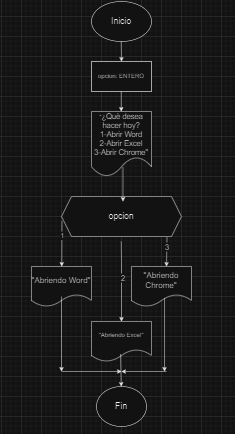 Inicio
opcion: ENTERO
"¿Qué desea
hacer hoy?
1-Abrir Word
2-Abrir Excel
3-Abrir Chrome"
opcion
1
3
"Abriendo Word"
2
"Abriendo
Chrome"
"Abriendo Excel"
Fin